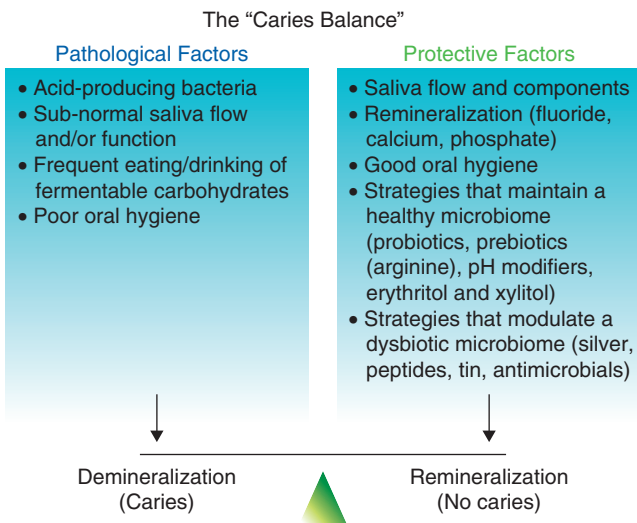 The “Caries Balance”
Pathological Factors
• Acid-producing bacteria
• Sub-normal saliva flow
and/or function
• Frequent eating/drinking of
fermentable carbohydrates
• Poor oral hygiene
Protective Factors
• Saliva flow and components
• Remineralization (fluoride,
calcium, phosphate)
• Good oral hygiene
• Strategies that maintain a
healthy microbiome
(probiotics, prebiotics
(arginine), pH modifiers,
erythritol and xylitol)
• Strategies that modulate a
dysbiotic microbiome (silver,
peptides, tin, antimicrobials)
Demineralization
(Caries)
Remineralization
(No caries)